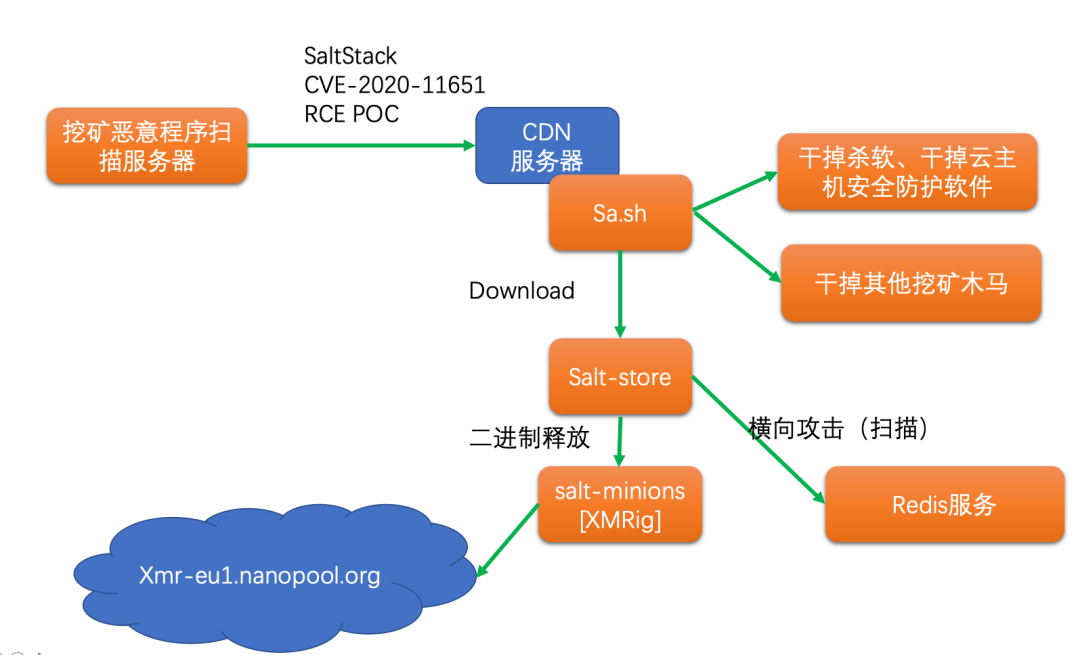 SaltStack
CVE-2020-11651
RCE POC
挖矿恶意程序扫
描服务器
CDN
服务器
Sa.sh
干掉杀软、干掉云主
机安全防护软件
干掉其他挖矿木马
Download
Salt-store
二进制释放
横向攻击（扫描）
salt-minions
[XMRig]
Redis服务
Xmr-eu1.nanopool.org